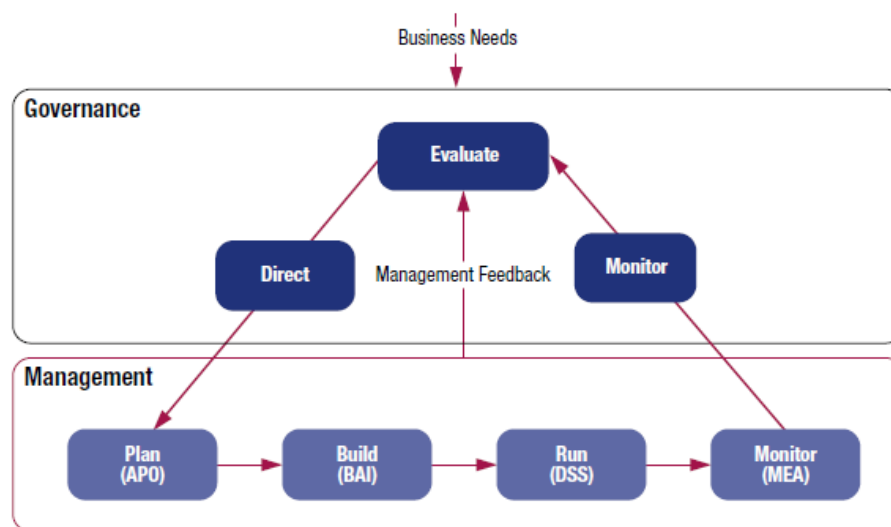 Business Needs
Governance
Evaluate
Direct
Management Feedback
Monitor
Management
Plan
(APO)
Build
(BAI)
Run
(DSS)
Monitor
(MEA)